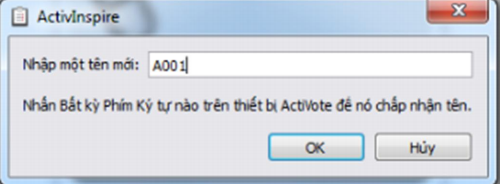 ActivInspire
Nhập một tên mới: A001
Nhấn Bất kỳ Phím Ký tự nào trên thiết bị ActiVote để nó chấp nhận tên.
OK Hủy